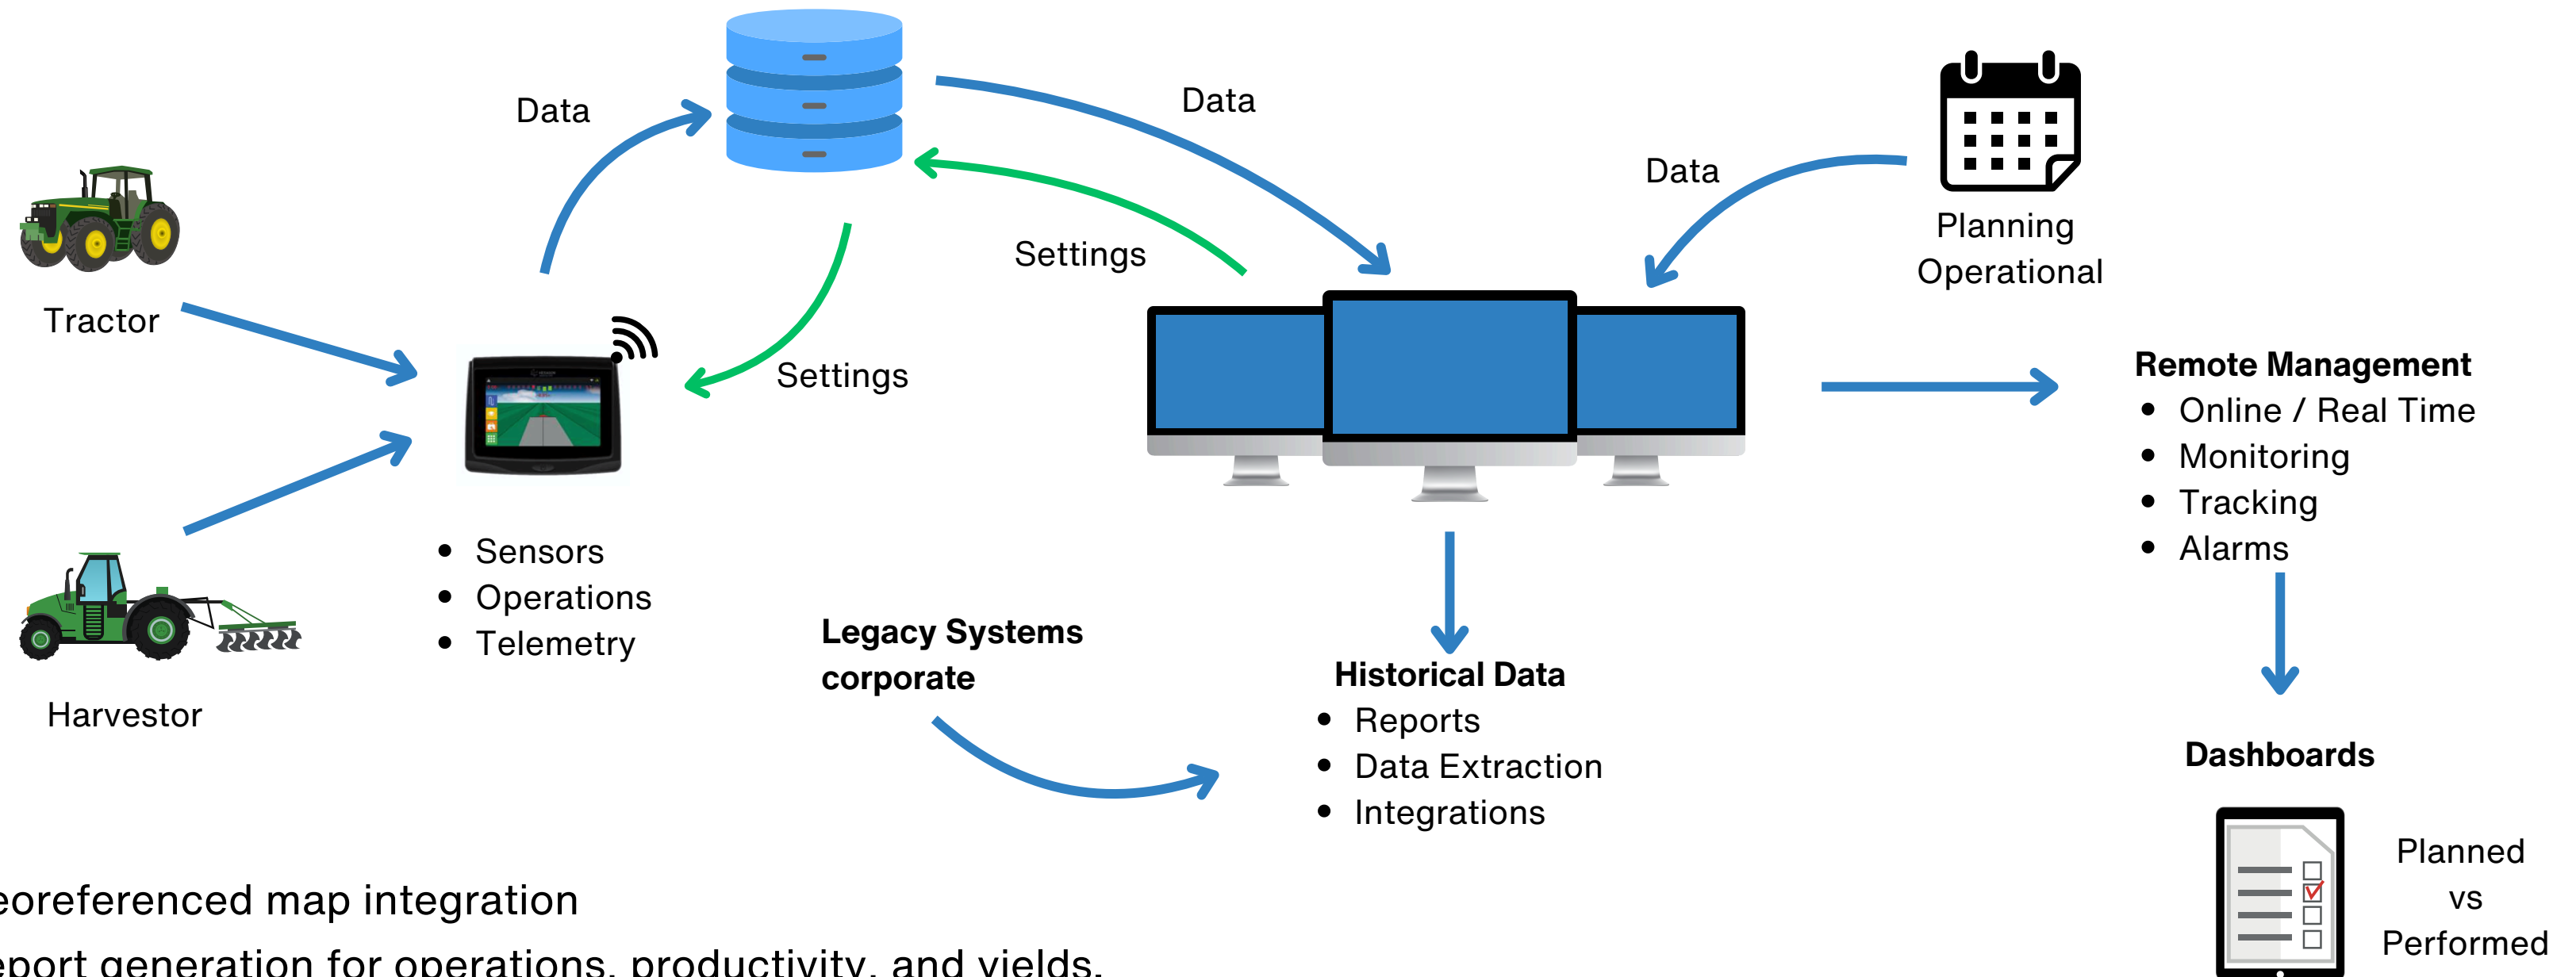 Data
Data
Data
Settings
Settings
Tractor
Harvestor
Sensors
Operations
Telemetry
Planning
Operational
Remote Management
Online / Real Time
Monitoring
Tracking
Alarms
Legacy Systems
corporate
Historical Data
Reports
Data Extraction
Integrations
Dashboards
Planned
vs
Performed
eoreferenced map integration
eport generation for operations, productivity, and yields.